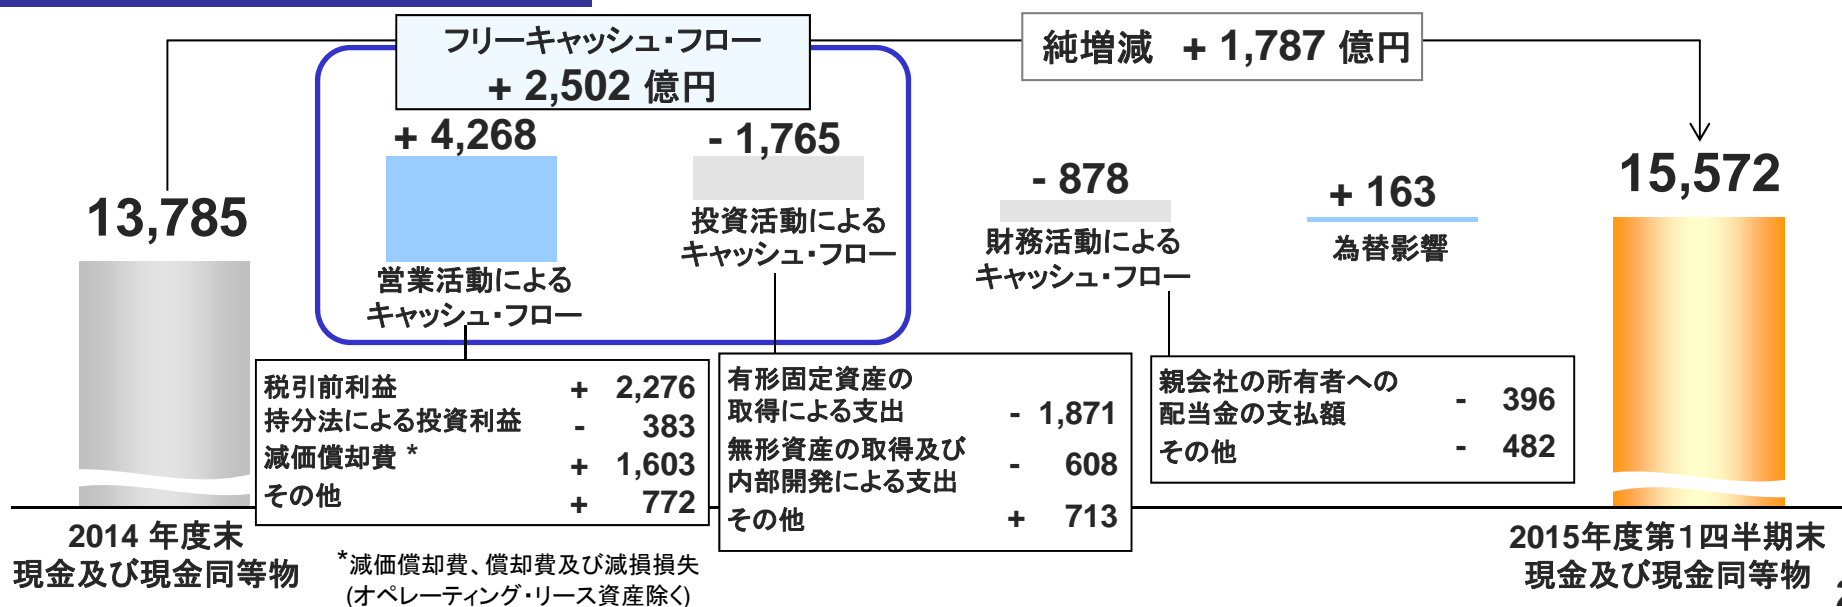 フリーキャッシュ・フロー
+ 2,502 億円
純増減 + 1,787 億円
13,785
+ 4,268
営業活動による
キャッシュ・フロー
- 1,765
投資活動による
キャッシュ・フロー
- 878
財務活動による
キャッシュ・フロー
+ 163
為替影響
15,572
税引前利益 + 2,276
持分法による投資利益 - 383
減価償却費 * + 1,603
その他 + 772
有形固定資産の
取得による支出 - 1,871
無形資産の取得及び
内部開発による支出 - 608
その他 + 713
親会社の所有者への
配当金の支払額 - 396
その他 - 482
2014 年度末
現金及び現金同等物
*減価償却費、償却費及び減損損失
(オペレーティング・リース資産除く)
2015年度第1四半期末
現金及び現金同等物